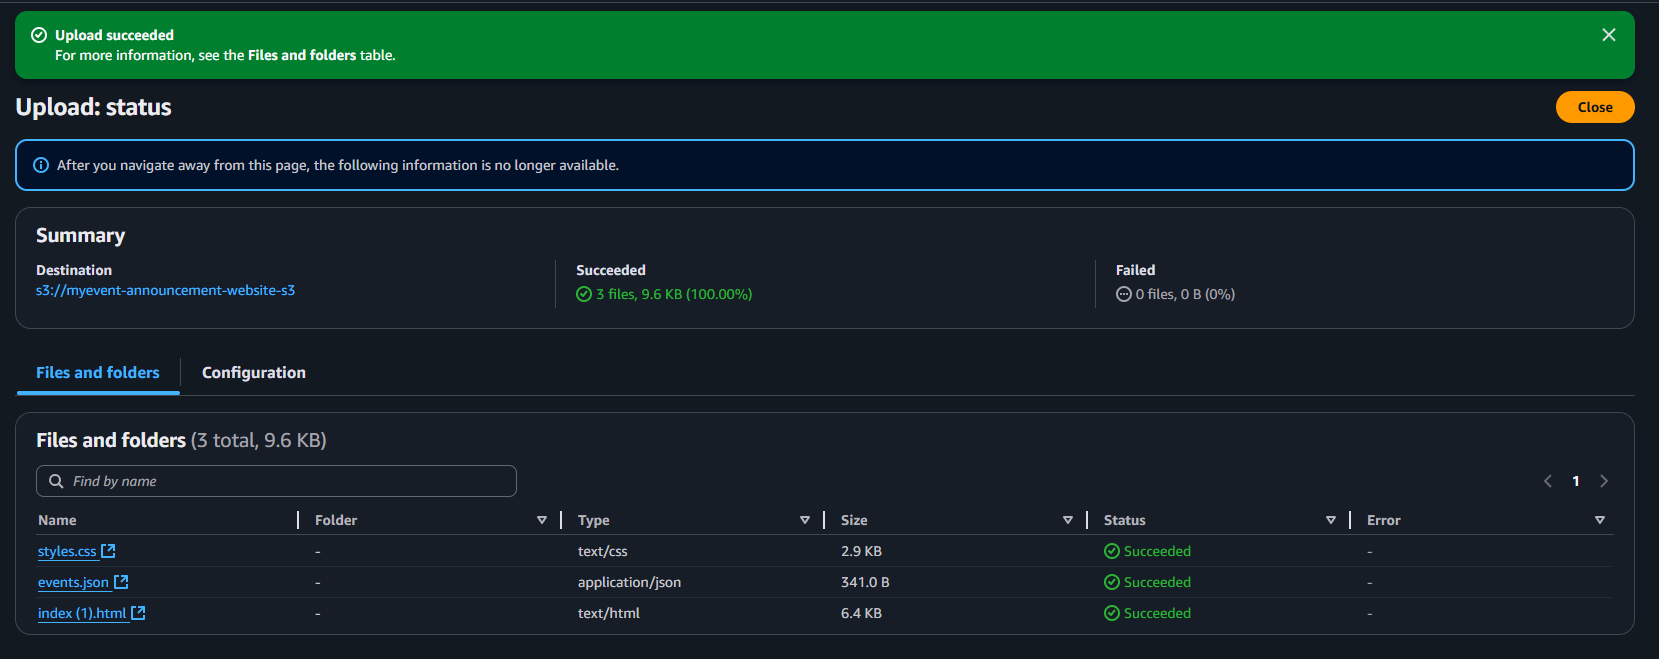 Upload succeeded
For more information, see the Files and folders table.
Upload: status
Close
After you navigate away from this page, the following information is no longer available.
Summary
Destination
s3://myevent-announcement-website-s3
Succeeded
3 files, 9.6 KB (100.00%)
Failed
0 files, 0 B (0%)
Files and folders
Configuration
Files and folders (3 total, 9.6 KB)
Find by name
1
Name Folder Type Size Status Error
styles.css - text/css 2.9 KB Succeeded -
events.json - application/json 341.0 B Succeeded -
index (1).html - text/html 6.4 KB Succeeded -